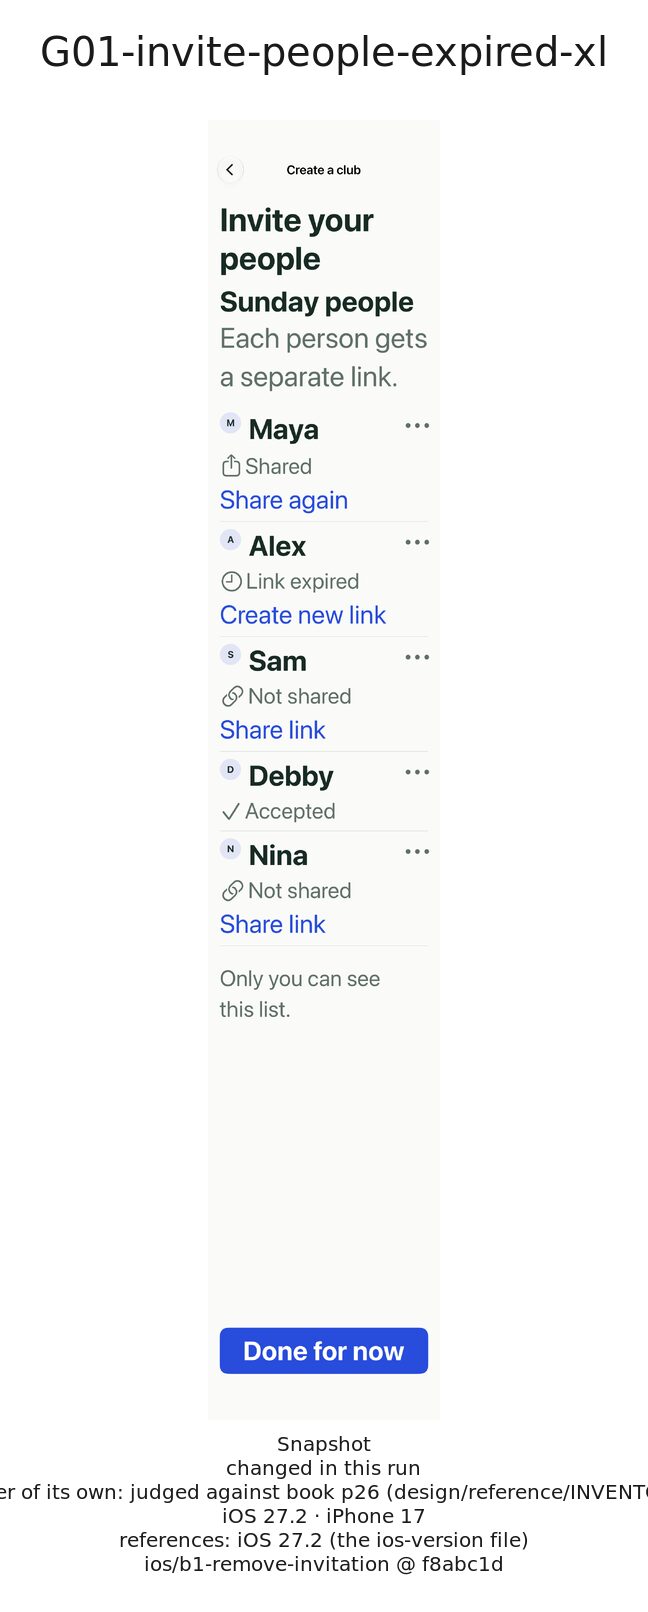 G01-invite-people-expired-xl
Create a club
Invite your
people
Sunday people
Each person gets
a separate link.
M Maya
Shared
Share again
A Alex
Link expired
Create new link
S Sam
Not shared
Share link
D Debby
Accepted
N Nina
Not shared
Share link
Only you can see
this list.
Done for now
Snapshot
changed in this run
of its own: judged against book p26 (design/reference/
iOS 27.2 · iPhone 17
references: iOS 27.2 (the ios-version file)
ios/b1-remove-invitation @ f8abc1d